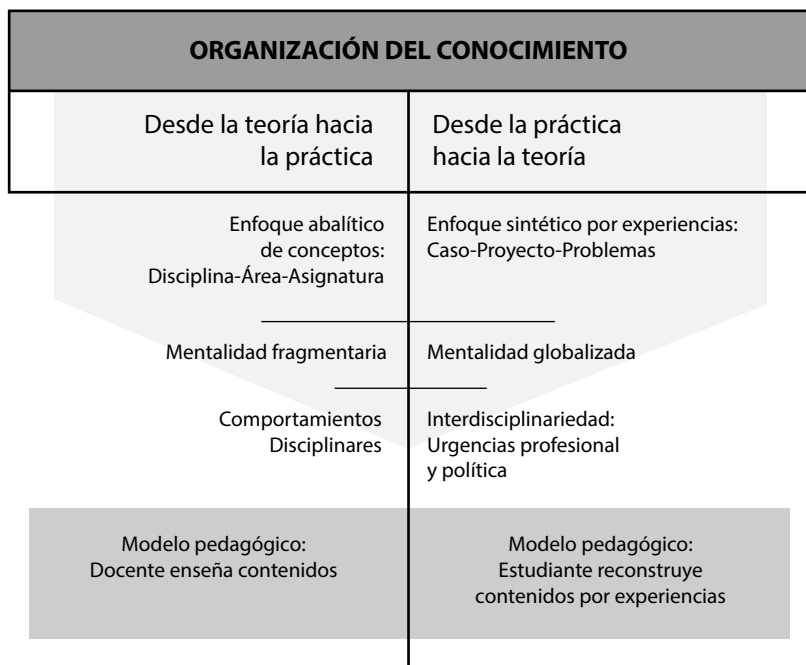 ORGANIZACIÓN DEL CONOCIMIENTO
Desde la teoría hacia
la práctica
Desde la práctica
hacia la teoría
Enfoque abalítico
de conceptos:
Disciplina-Área-Asignatura
Enfoque sintético por experiencias:
Caso-Proyecto-Problemas
Mentalidad fragmentaria
Mentalidad globalizada
Comportamientos
Disciplinares
Interdisciplinariedad:
Urgencias profesional
y política
Modelo pedagógico:
Docente enseña contenidos
Modelo pedagógico:
Estudiante reconstruye
contenidos por experiencias